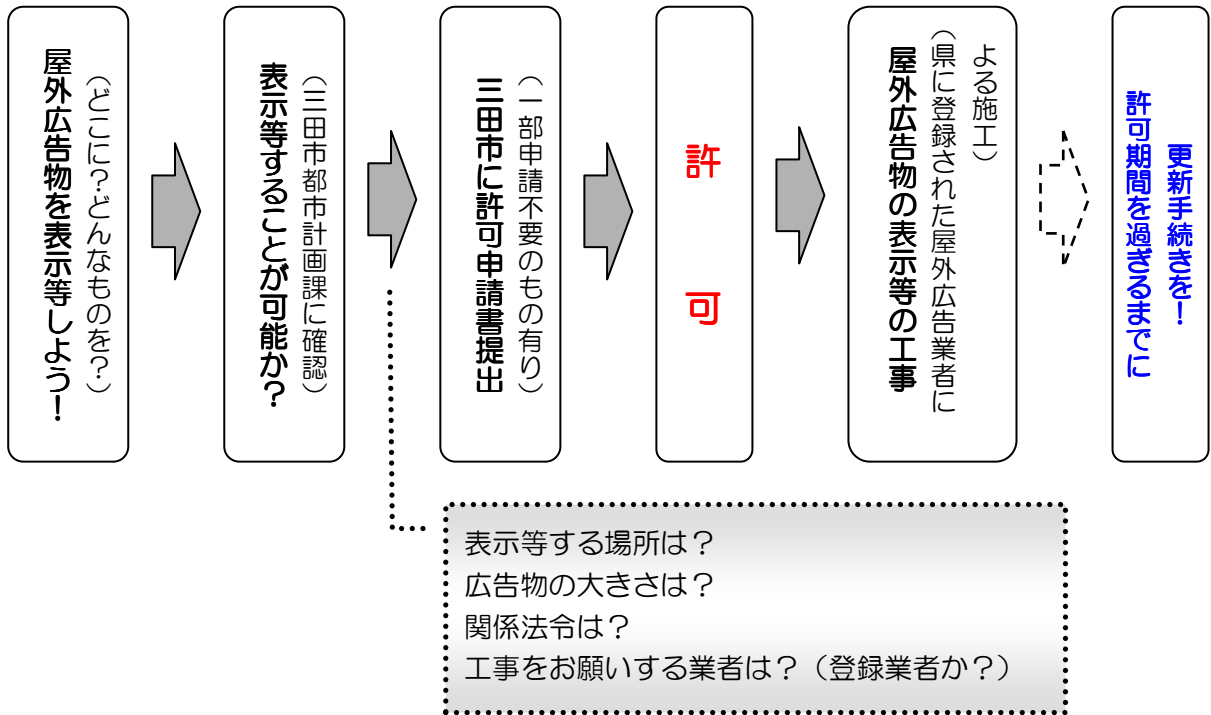 屋外広告物を表示等しよう！
（どこに？どんなものを？）
表示等することが可能か？
（三田市都市計画課に確認）
三田市に許可申請書提出
（一部申請不要のもの有り）
許可
屋外広告物の表示等の工事
（県に登録された屋外広告業者に
よる施工）
許可期間を過ぎるまでに
更新手続きを！
表示等する場所は？
広告物の大きさは？
関係法令は？
工事をお願いする業者は？（登録業者か？）